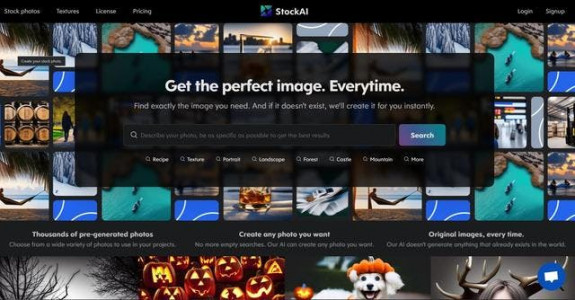 Stock photos Textures License Pricing StockAI Login Signup
Create your stock photo.
Get the perfect image. Everytime.
Find exactly the image you need. And if it doesn't exist, we'll create it for you instantly.
Describe your photo, be as specific as possible to get the best results Search
Recipe Texture Portrait Landscape Forest Castle Mountain More
Thousands of pre-generated photos Create any photo you want Original images, every time.
Choose from a wide variety of photos to use in your projects. No more empty searches. Our AI can create any photo you want. Our AI doesn't generate anything that already exists in the world.